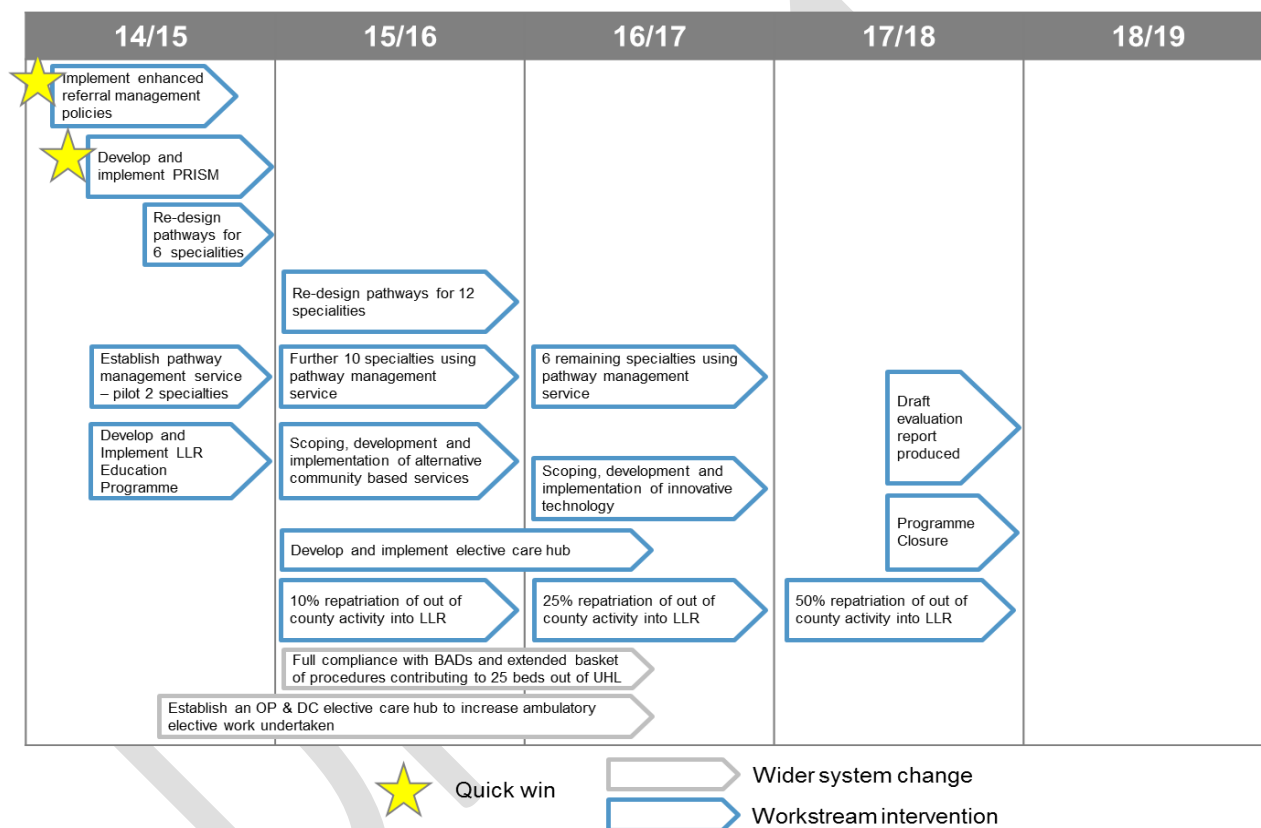 14/15
15/16
16/17
17/18
18/19
Implement enhanced
referral management
policies
Develop and
implement PRISM
Re-design
pathways for
6 specialities
Re-design pathways for 12
specialities
Establish pathway
management service
– pilot 2 specialties
Further 10 specialties using
pathway management
service
6 remaining specialties using
pathway management
service
Draft
evaluation
report
produced
Develop and
Implement LLR
Education
Programme
Scoping, development and
implementation of alternative
community based services
Scoping, development and
implementation of innovative
technology
Programme
Closure
Develop and implement elective care hub
10% repatriation of out of
county activity into LLR
25% repatriation of out of
county activity into LLR
50% repatriation of out of
county activity into LLR
Full compliance with BADs and extended basket
of procedures contributing to 25 beds out of UHL
Establish an OP & DC elective care hub to increase ambulatory
elective work undertaken
Quick win
Wider system change
Workstream intervention